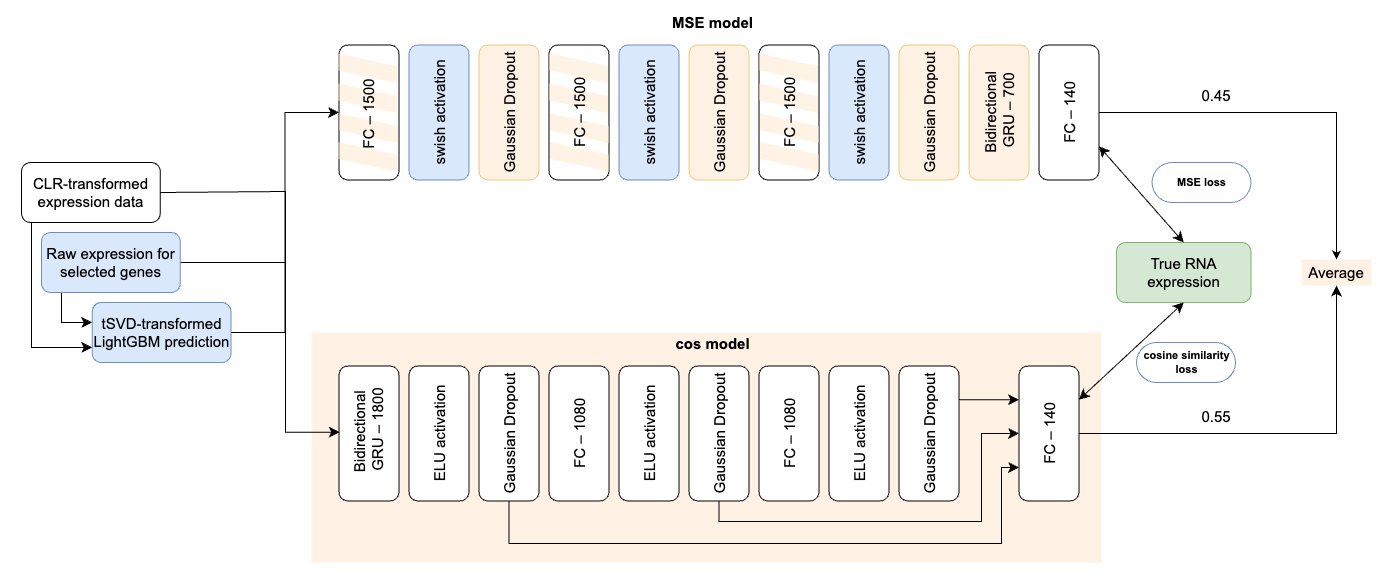 MSE model
FC – 1500
swish activation
Gaussian Dropout
FC – 1500
swish activation
Gaussian Dropout
FC – 1500
swish activation
Gaussian Dropout
Bidirectional
GRU – 700
FC – 140
0.45
CLR-transformed
expression data
Raw expression for
selected genes
tSVD-transformed
LightGBM prediction
MSE loss
True RNA
expression
Average
cosine similarity
loss
cos model
Bidirectional
GRU – 1800
ELU activation
Gaussian Dropout
FC – 1080
ELU activation
Gaussian Dropout
FC – 1080
ELU activation
Gaussian Dropout
FC – 140
0.55